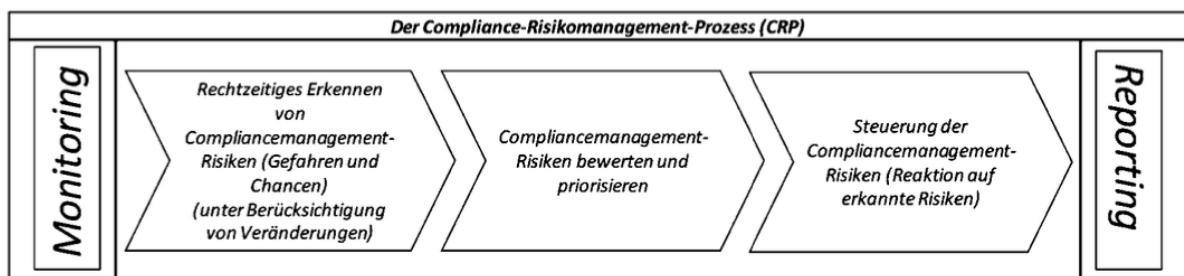 Der Compliance-Risikomanagement-Prozess (CRP)
Monitoring
Rechtzeitiges Erkennen
von
Compliancemanagement-
Risiken (Gefahren und
Chancen)
(unter Berücksichtigung
von Veränderungen)
Compliancemanagement-
Risiken bewerten und
priorisieren
Steuerung der
Compliancemanagement-
Risiken (Reaktion auf
erkannte Risiken)
Reporting